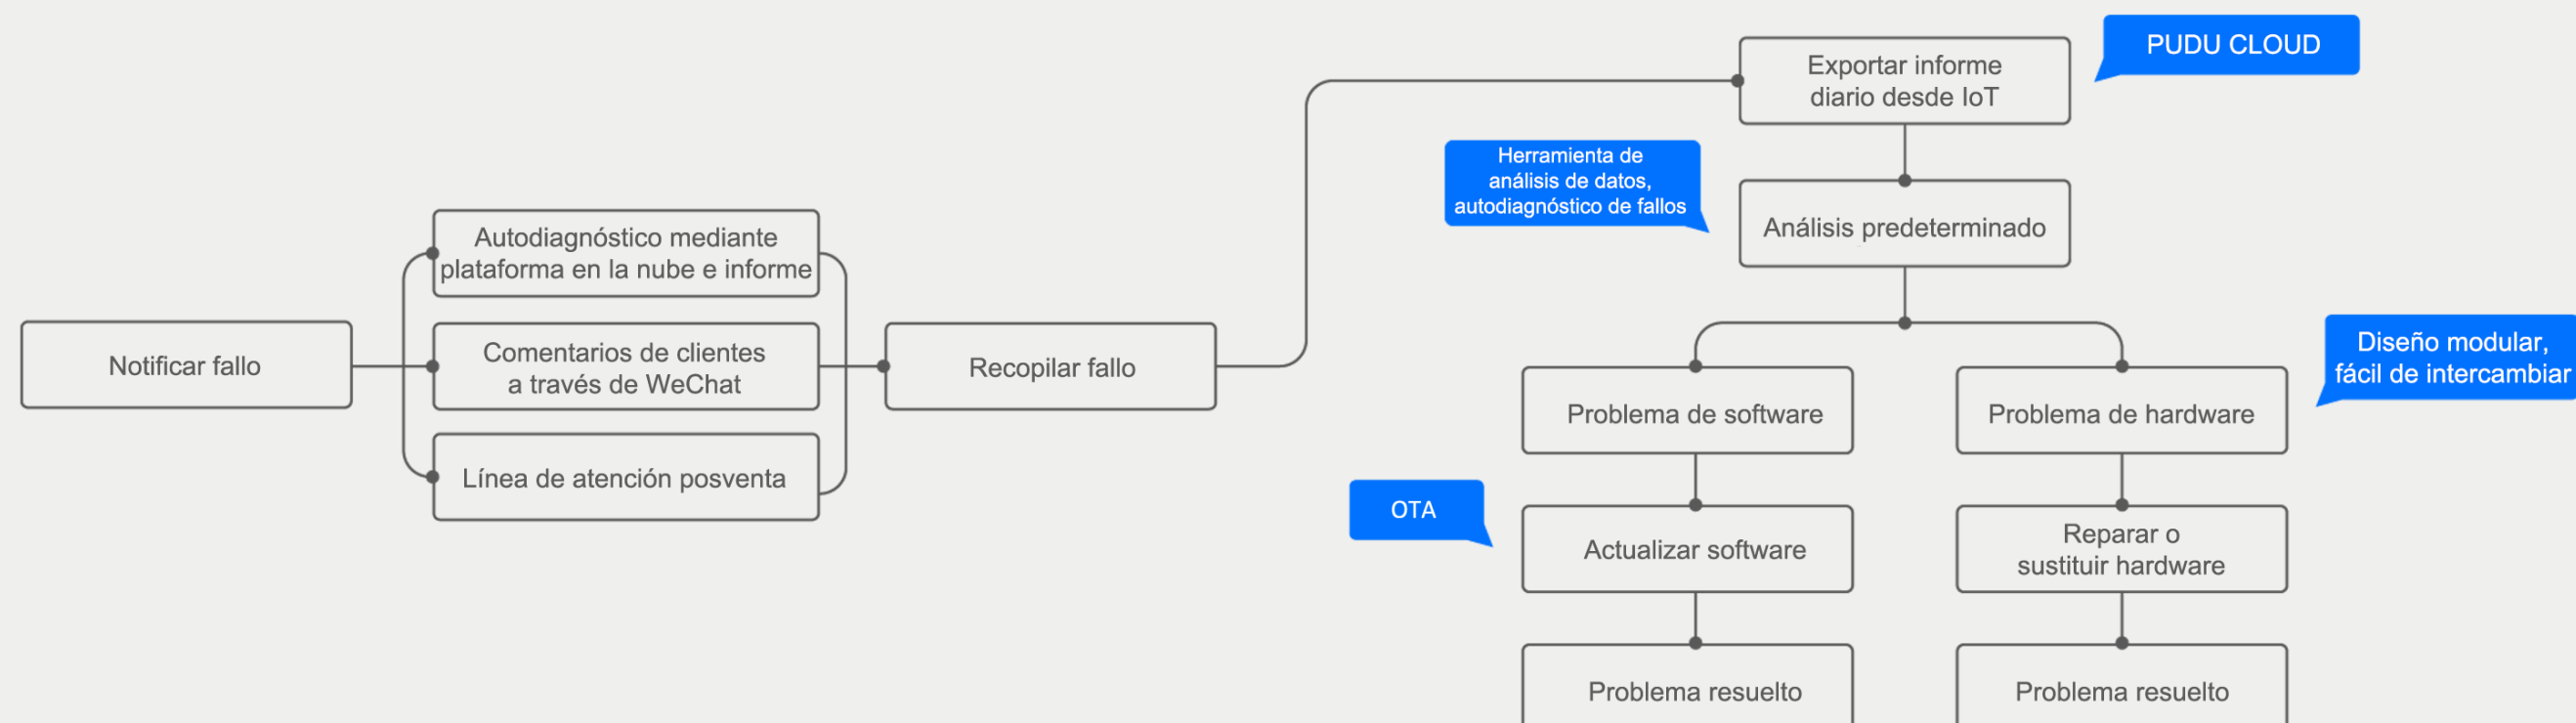 Notificar fallo
Autodiagnóstico mediante
plataforma en la nube e informe
Comentarios de clientes
a través de WeChat
Línea de atención posventa
Recopilar fallo
Exportar informe
diario desde IoT
PUDU CLOUD
Herramienta de
análisis de datos,
autodiagnóstico de fallos
Análisis predeterminado
Problema de software
Problema de hardware
Diseño modular,
fácil de intercambiar
OTA
Actualizar software
Reparar o
sustituir hardware
Problema resuelto
Problema resuelto